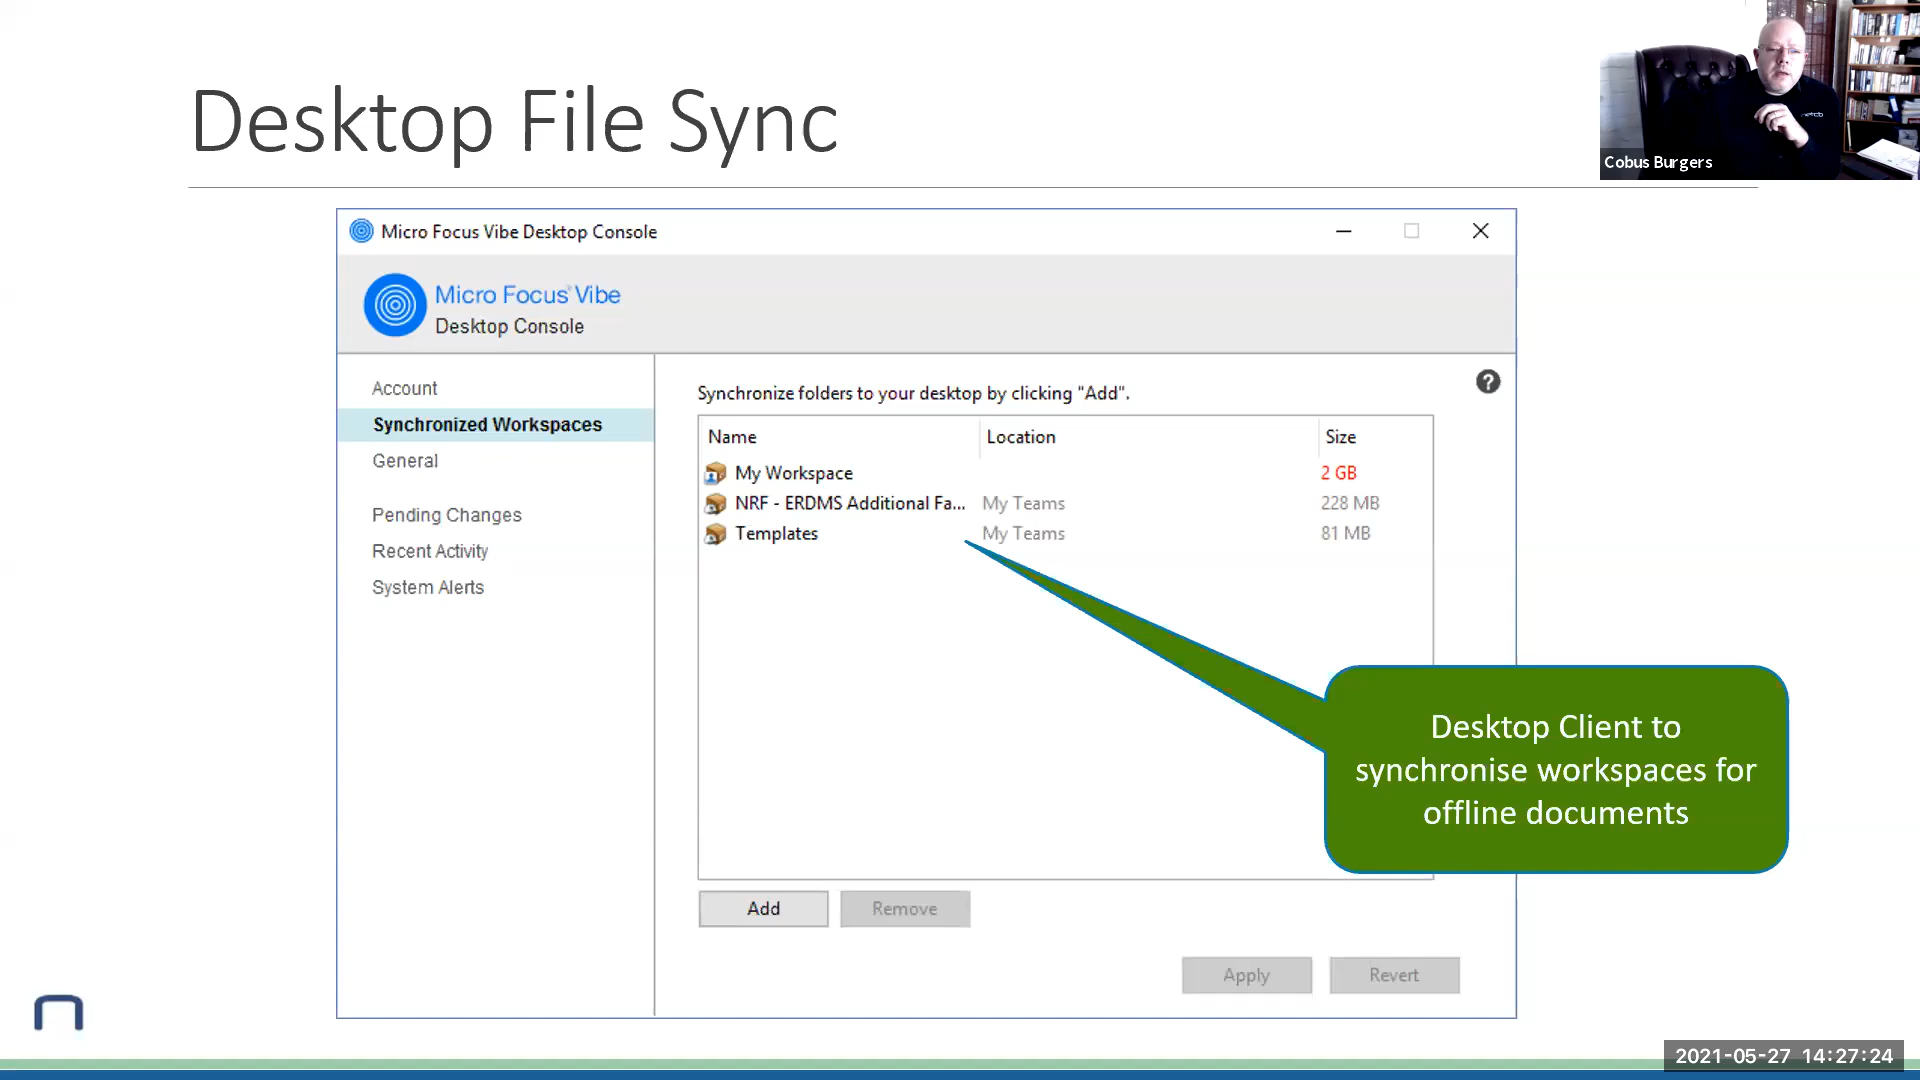 Desktop File Sync
Cobus Burgers
Micro Focus Vibe Desktop Console
Micro Focus Vibe
Desktop Console
Account
Synchronized Workspaces
General
Pending Changes
Recent Activity
System Alerts
Synchronize folders to your desktop by clicking "Add".
Name Location Size
My Workspace 2 GB
NRF - ERDMS Additional Fa... My Teams 228 MB
Templates My Teams 81 MB
Desktop Client to
synchronise workspaces for
offline documents
Add Remove
Apply Revert
2021-05-27 14:27:24